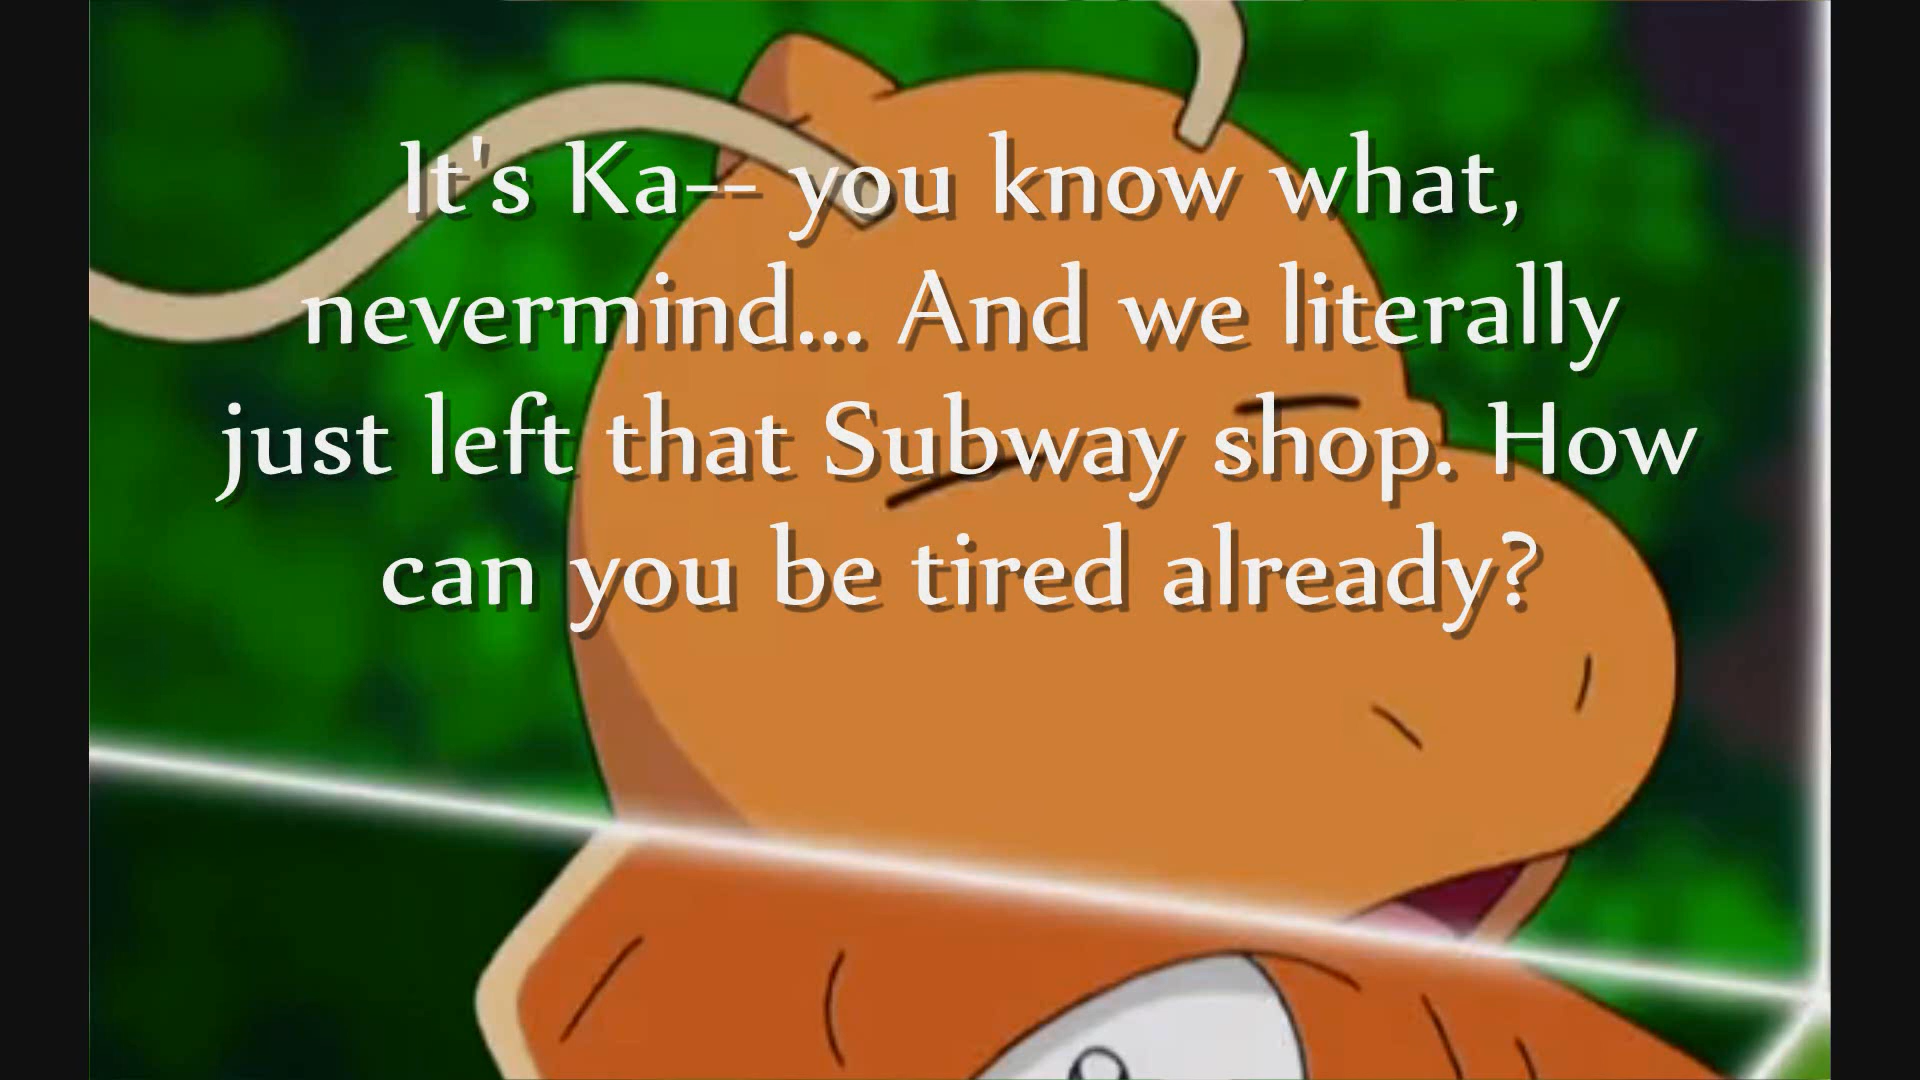 It's Ka-- you know what,
nevermind... And we literally
just left that Subway shop. How
can you be tired already?